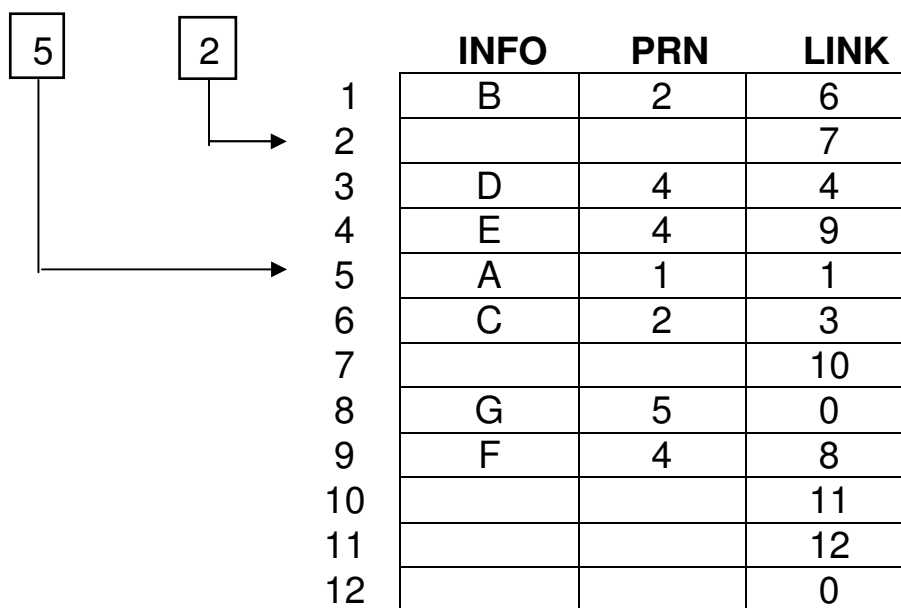 5 2 INFO PRN LINK
1 B 2 6
2 7
3 D 4 4
4 E 4 9
5 A 1 1
6 C 2 3
7 10
8 G 5 0
9 F 4 8
10 11
11 12
12 0